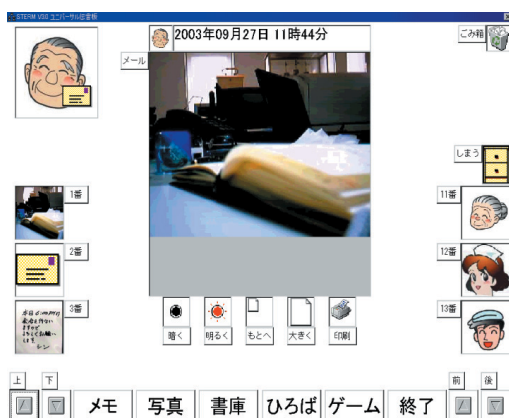 STERM V3.0 ユニバーサル伝言板
2003年09月27日 11時44分
ごみ箱
メール
しまう
1番
11番
2番
12番
3番
13番
暗く
明るく
もとへ
大きく
印刷
上
下
前
後
メモ
写真
書庫
ひろば
ゲーム
終了